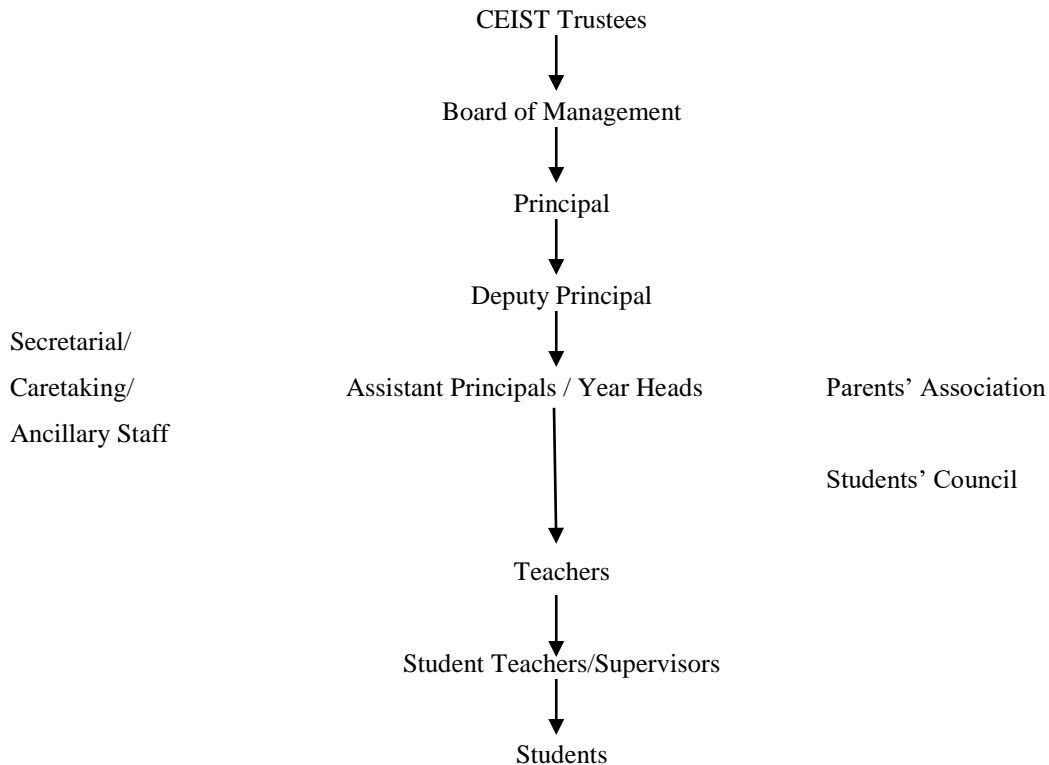 CEIST Trustees
Board of Management
Principal
Deputy Principal
Secretarial/
Caretaking/
Ancillary Staff
Assistant Principals / Year Heads
Parents’ Association
Students’ Council
Teachers
Student Teachers/Supervisors
Students